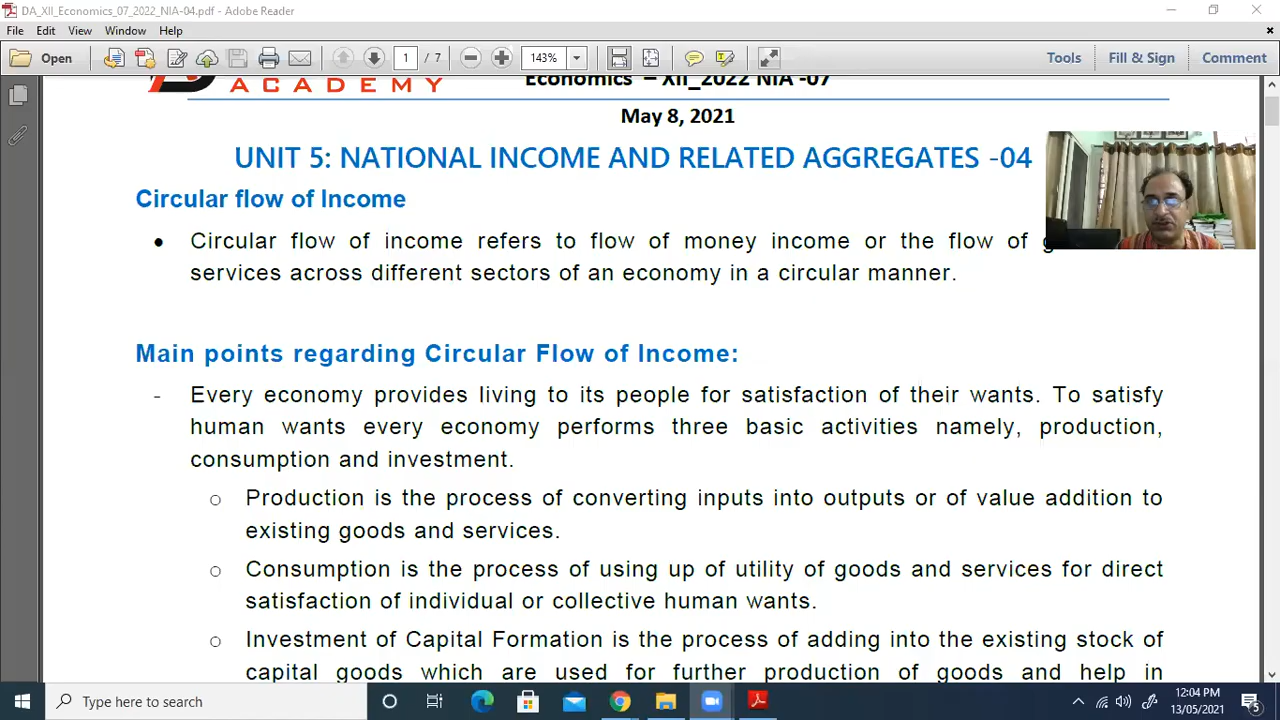 DA_XII_Economics_07_2022_NIA-04.pdf - Adobe Reader
File Edit View Window Help
Open 1 / 7 143% Tools Fill & Sign Comment
ACADEMY
Economics – XII_2022 NIA -07
May 8, 2021
UNIT 5: NATIONAL INCOME AND RELATED AGGREGATES -04
Circular flow of Income
• Circular flow of income refers to flow of money income or the flow of
services across different sectors of an economy in a circular manner.
Main points regarding Circular Flow of Income:
- Every economy provides living to its people for satisfaction of their wants. To satisfy
human wants every economy performs three basic activities namely, production,
consumption and investment.
o Production is the process of converting inputs into outputs or of value addition to
existing goods and services.
o Consumption is the process of using up of utility of goods and services for direct
satisfaction of individual or collective human wants.
o Investment of Capital Formation is the process of adding into the existing stock of
capital goods which are used for further production of goods and help in
Type here to search
12:04 PM
13/05/2021
5